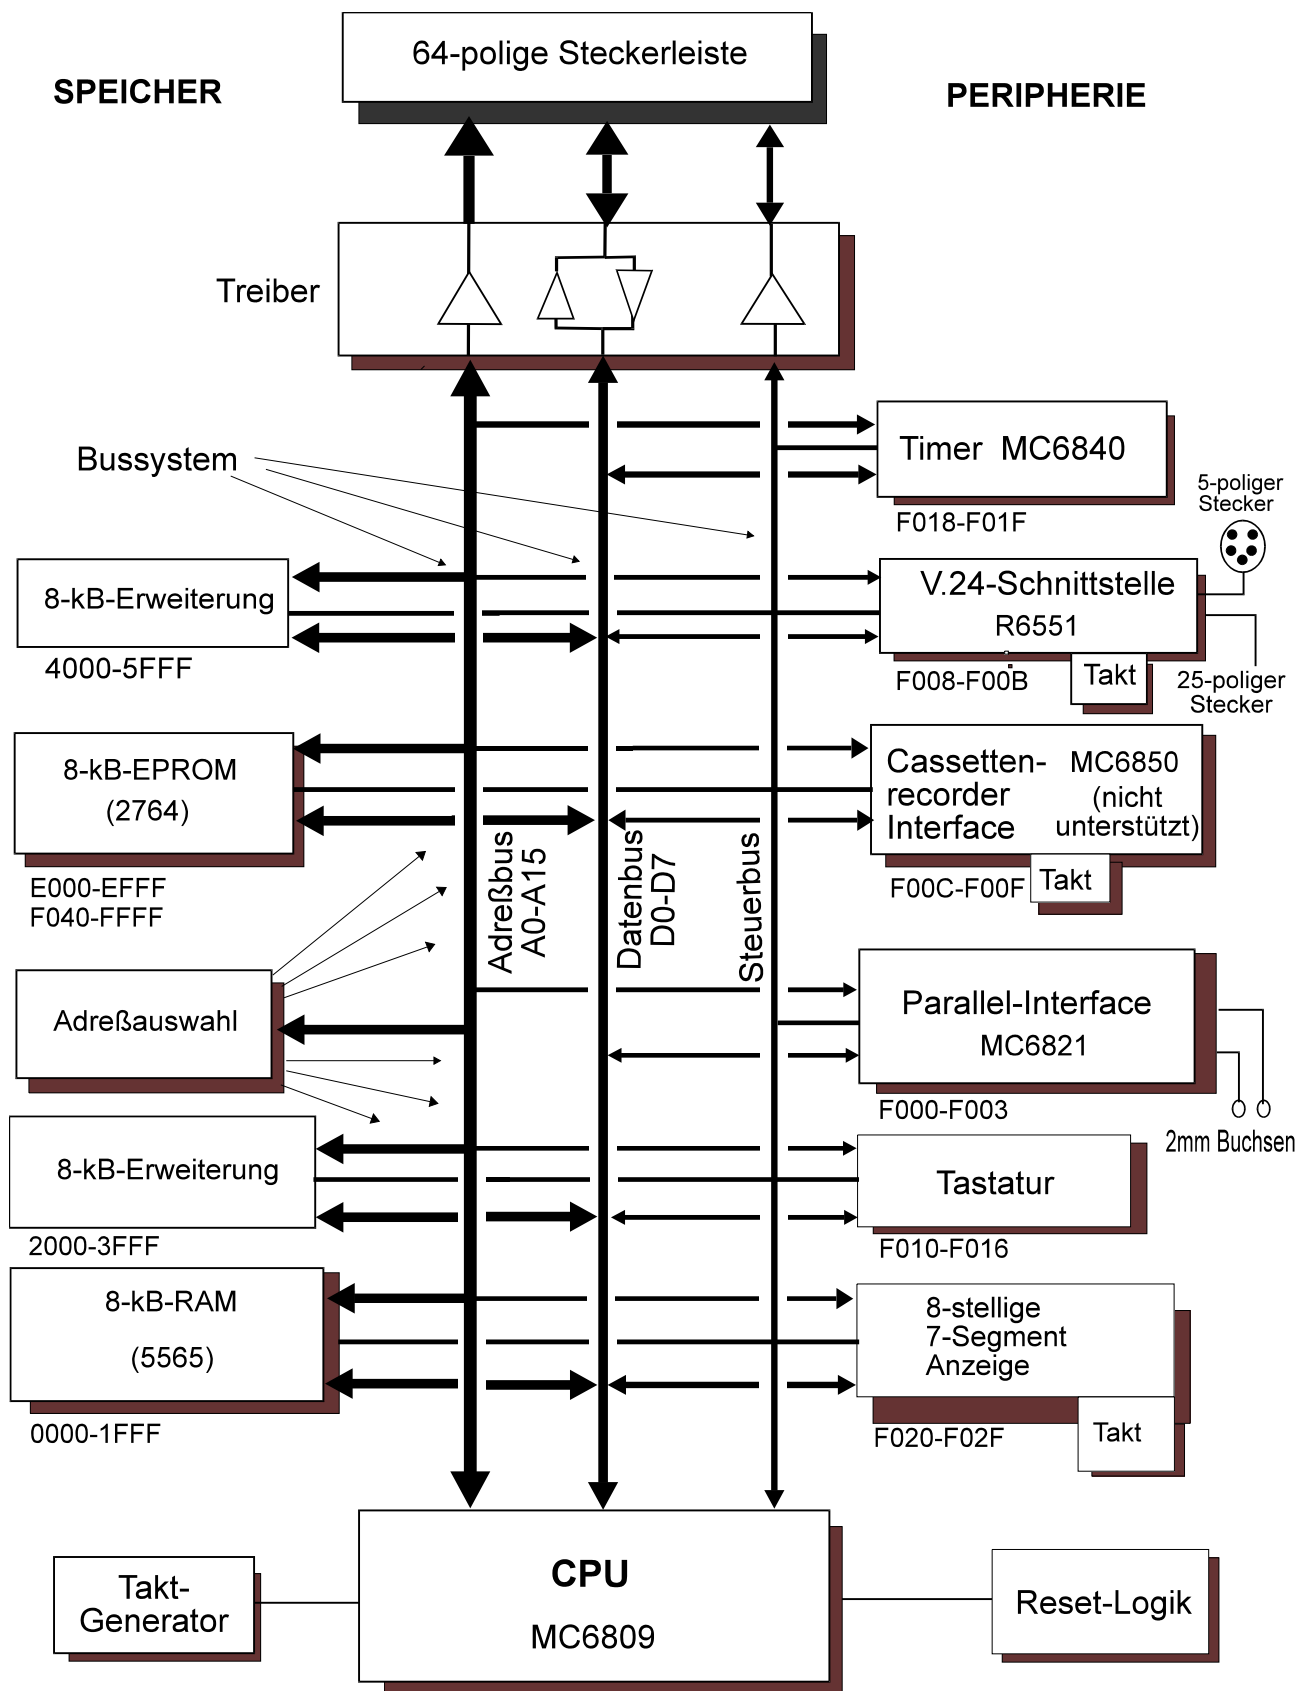 64-polige Steckerleiste
SPEICHER
PERIPHERIE
Treiber
Bussystem
Timer MC6840
F018-F01F
5-poliger
Stecker
8-kB-Erweiterung
4000-5FFF
V.24-Schnittstelle
R6551
F008-F00B
Takt
25-poliger
Stecker
8-kB-EPROM
(2764)
E000-EFFF
F040-FFFF
Cassetten-
recorder
Interface
MC6850
(nicht
unterstützt)
F00C-F00F
Takt
Adreßbus
A0-A15
Datenbus
D0-D7
Steuerbus
Adreßauswahl
Parallel-Interface
MC6821
F000-F003
2mm Buchsen
8-kB-Erweiterung
2000-3FFF
Tastatur
F010-F016
8-kB-RAM
(5565)
0000-1FFF
8-stellige
7-Segment
Anzeige
F020-F02F
Takt
CPU
MC6809
Takt-
Generator
Reset-Logik